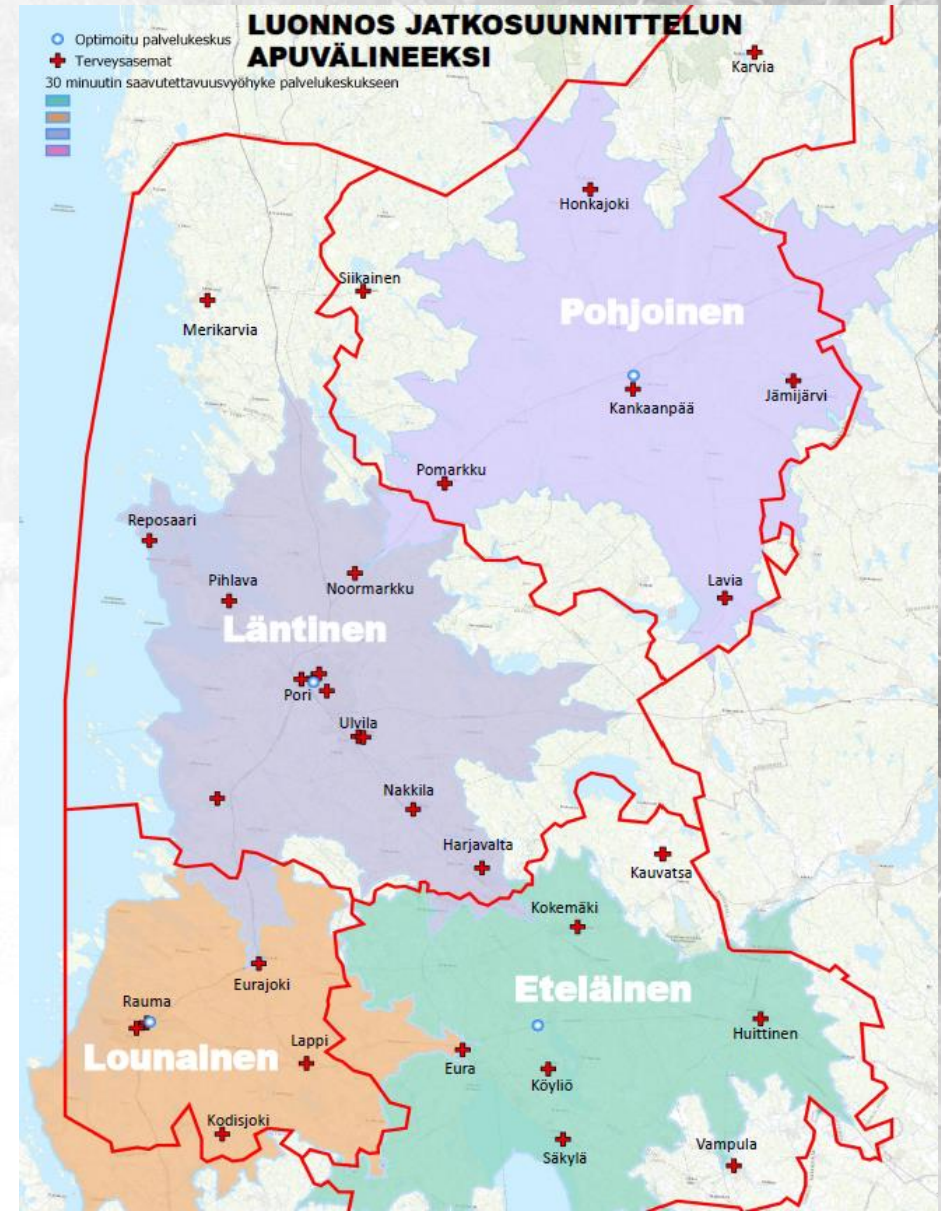 LUONNOS JATKOSUUNNITTELUN
APUVÄLINEEKSI
Optimoitu palvelukeskus
Terveysasemat
30 minuutin saavutettavuusvyöhyke palvelukeskukseen
Karvia
Honkajoki
Siikainen
Merikarvia
Pohjoinen
Kankaanpää
Jämijärvi
Pomarkku
Reposaari
Pihlava
Noormarkku
Lavia
Läntinen
Pori
Ulvila
Nakkila
Harjavalta
Kauvatsa
Kokemäki
Eurajoki
Eteläinen
Rauma
Huittinen
Lounainen
Lappi
Eura
Köyliö
Kodisjoki
Säkylä
Vampula